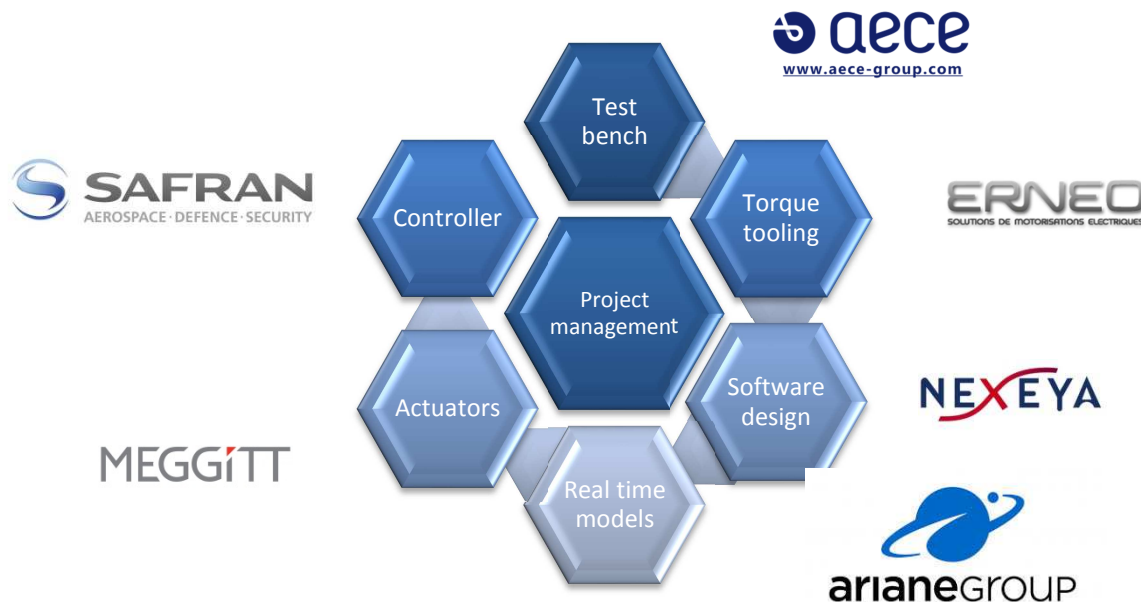 aece
www.aece-group.com
Test
bench
SAFRAN
AEROSPACE·DEFENCE·SECURITY
Controller
Torque
tooling
ERNEO
SOLUTIONS DE MOTORISATIONS ELECTRIQUES
Project
management
Actuators
Software
design
NEXEYA
MEGGiTT
Real time
models
arianeGROUP